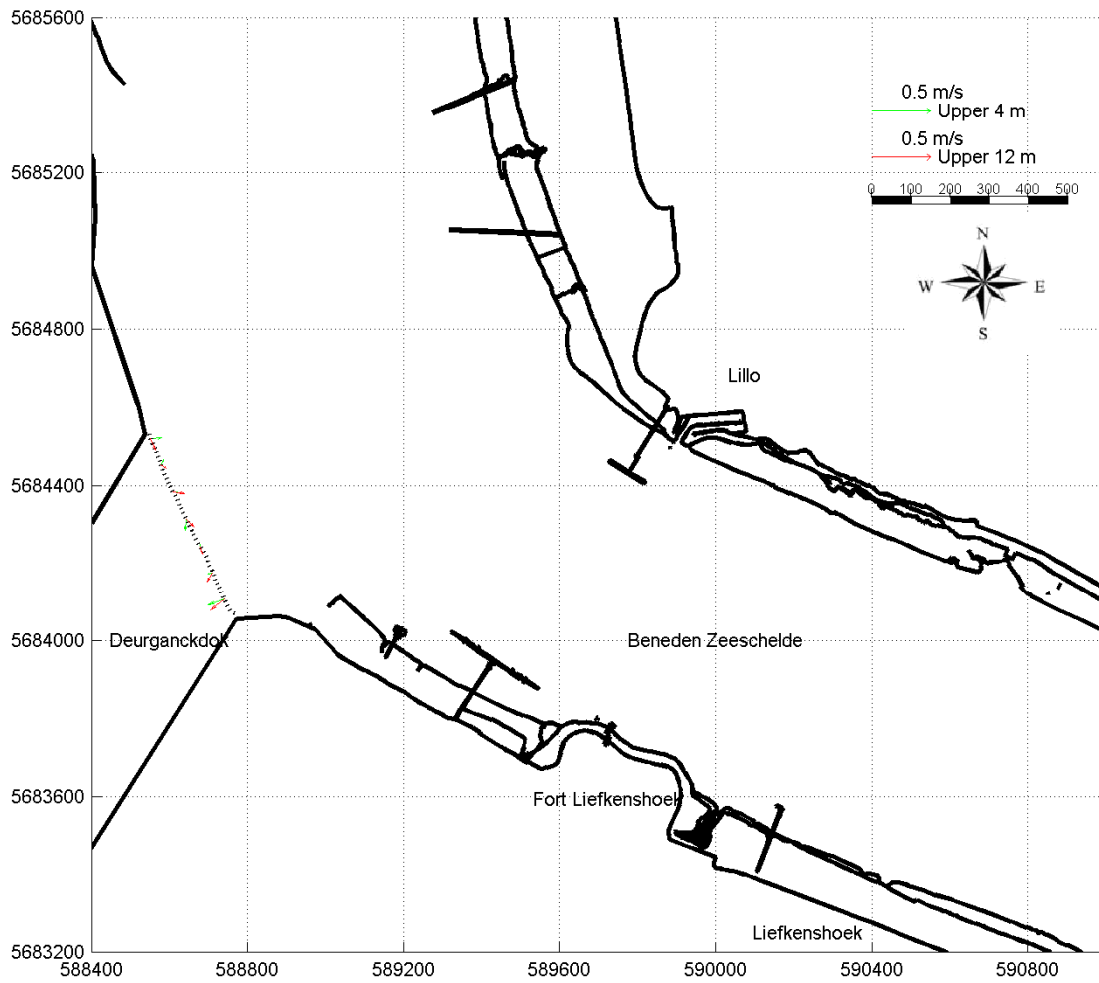 5685600
0.5 m/s
Upper 4 m
0.5 m/s
Upper 12 m
5685200
0 100 200 300 400 500
N
W E
S
5684800
Lillo
5684400
5684000
Deurganckdok
Beneden Zeeschelde
5683600
Fort Liefkenshoek
Liefkenshoek
5683200
588400 588800 589200 589600 590000 590400 590800